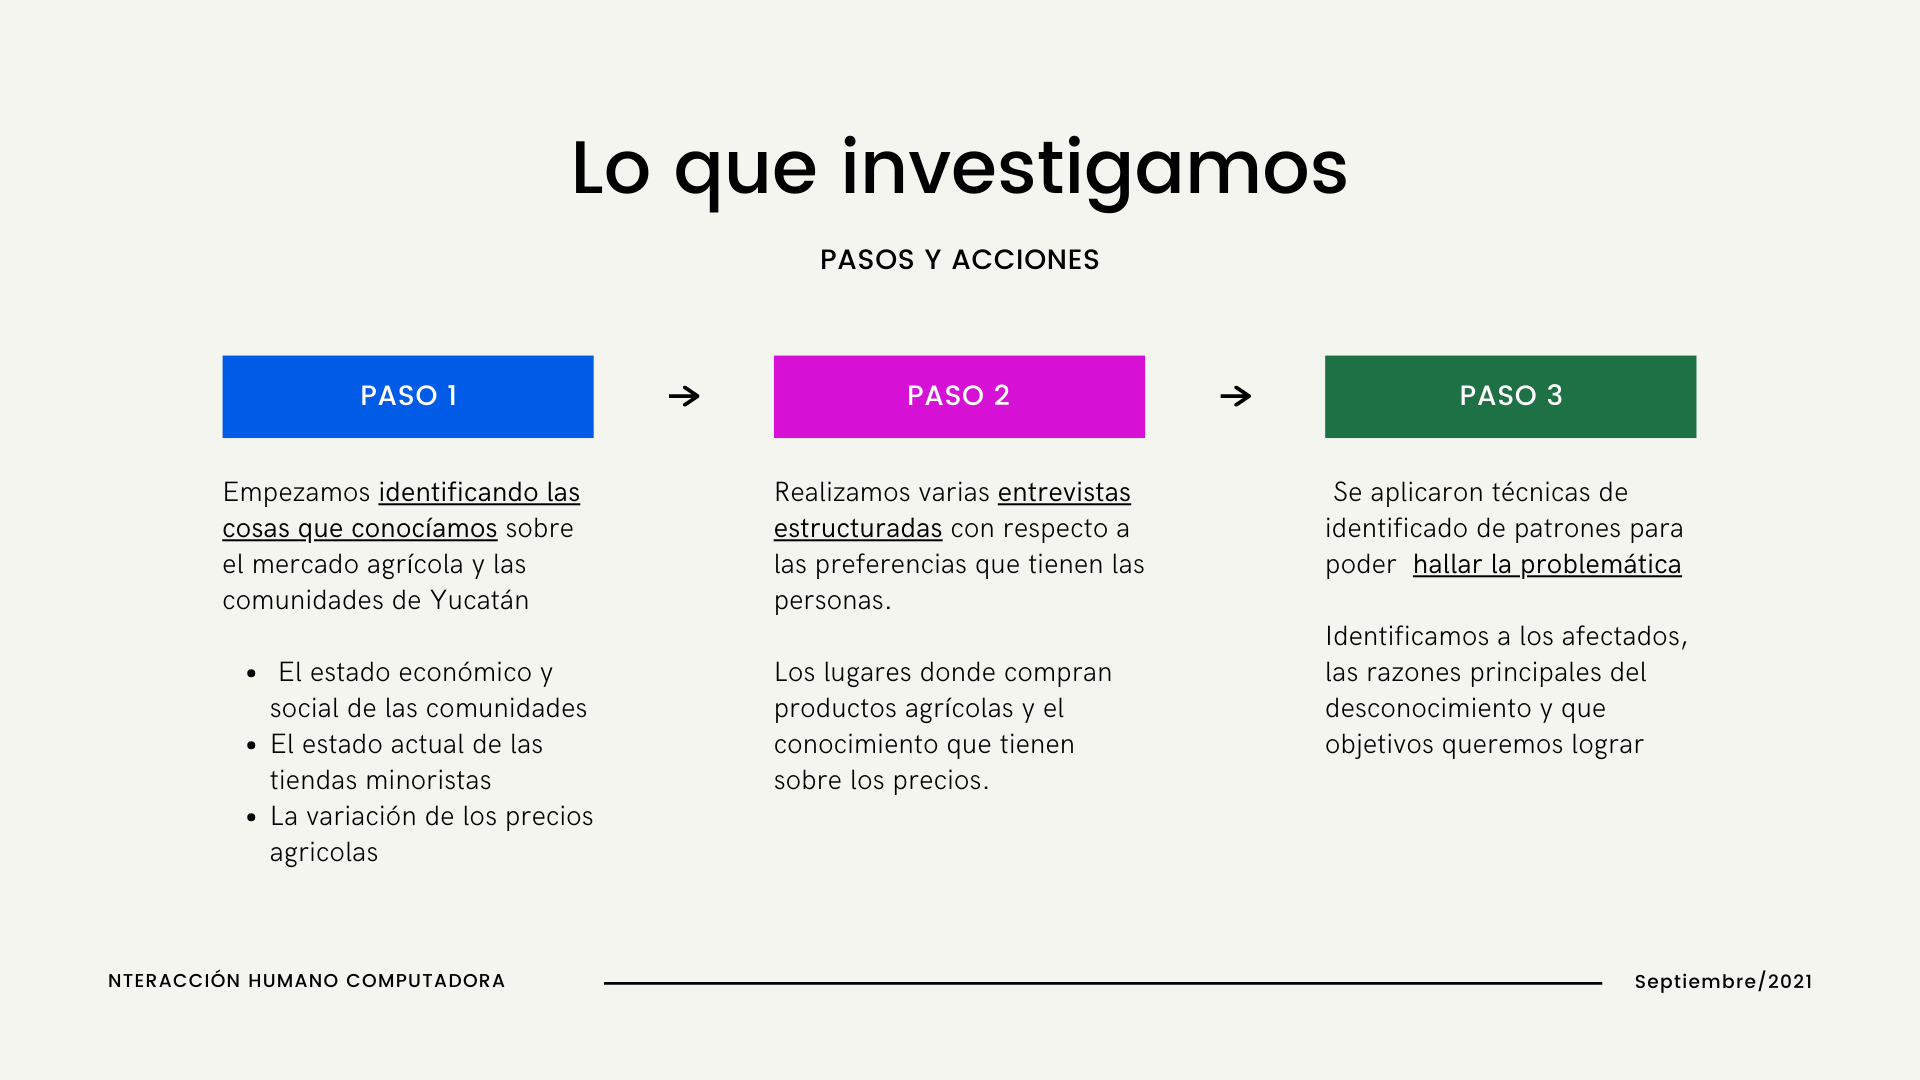 Lo que investigamos
PASOS Y ACCIONES
PASO 1
Empezamos identificando las
cosas que conocíamos sobre
el mercado agrícola y las
comunidades de Yucatán
• El estado económico y
social de las comunidades
• El estado actual de las
tiendas minoristas
• La variación de los precios
agricolas
→
PASO 2
Realizamos varias entrevistas
estructuradas con respecto a
las preferencias que tienen las
personas.
Los lugares donde compran
productos agrícolas y el
conocimiento que tienen
sobre los precios.
→
PASO 3
Se aplicaron técnicas de
identificado de patrones para
poder hallar la problemática
Identificamos a los afectados,
las razones principales del
desconocimiento y que
objetivos queremos lograr
NTERACCIÓN HUMANO COMPUTADORA
Septiembre/2021